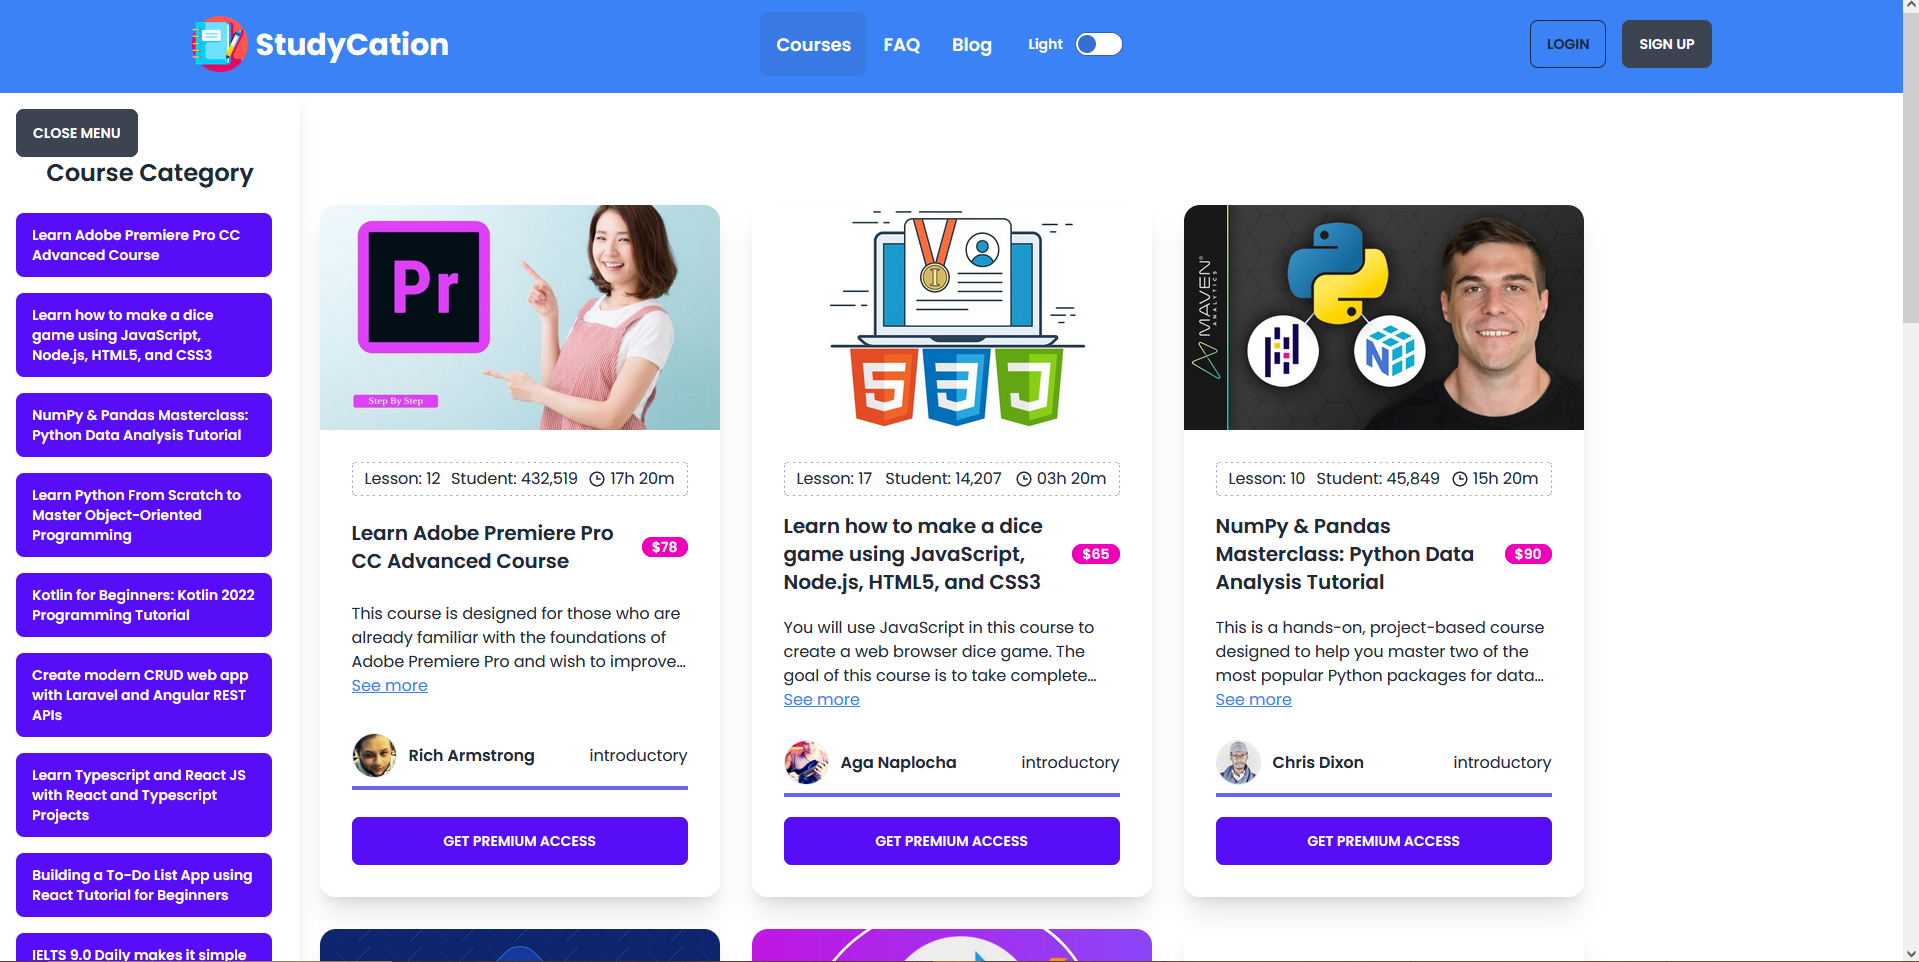 StudyCation
Courses
FAQ
Blog
Light
LOGIN
SIGN UP
CLOSE MENU
Course Category
Learn Adobe Premiere Pro CC
Advanced Course
Learn how to make a dice
game using JavaScript,
Node.js, HTML5, and CSS3
NumPy & Pandas Masterclass:
Python Data Analysis Tutorial
Learn Python From Scratch to
Master Object-Oriented
Programming
Kotlin for Beginners: Kotlin 2022
Programming Tutorial
Create modern CRUD web app
with Laravel and Angular REST
APIs
Learn Typescript and React JS
with React and Typescript
Projects
Building a To-Do List App using
React Tutorial for Beginners
IELTS 9.0 Daily makes it simple
Pr
Step By Step
Lesson: 12 Student: 432,519 17h 20m
Learn Adobe Premiere Pro
CC Advanced Course
$78
This course is designed for those who are
already familiar with the foundations of
Adobe Premiere Pro and wish to improve...
See more
Rich Armstrong
introductory
GET PREMIUM ACCESS
I
5 3 J
Lesson: 17 Student: 14,207 03h 20m
Learn how to make a dice
game using JavaScript,
Node.js, HTML5, and CSS3
$65
You will use JavaScript in this course to
create a web browser dice game. The
goal of this course is to take complete...
See more
Aga Naplocha
introductory
GET PREMIUM ACCESS
MAVEN®
ANALYTICS
N
Lesson: 10 Student: 45,849 15h 20m
NumPy & Pandas
Masterclass: Python Data
Analysis Tutorial
$90
This is a hands-on, project-based course
designed to help you master two of the
most popular Python packages for data...
See more
Chris Dixon
introductory
GET PREMIUM ACCESS